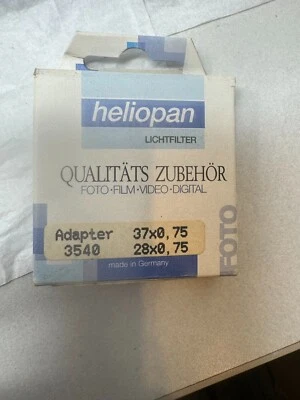 heliopan
LICHTFILTER
QUALITÄTS ZUBEHÖR
FOTO·FILM·VIDEO·DIGITAL
Adapter 37x0,75
3540 28x0,75
made in Germany
FOTO